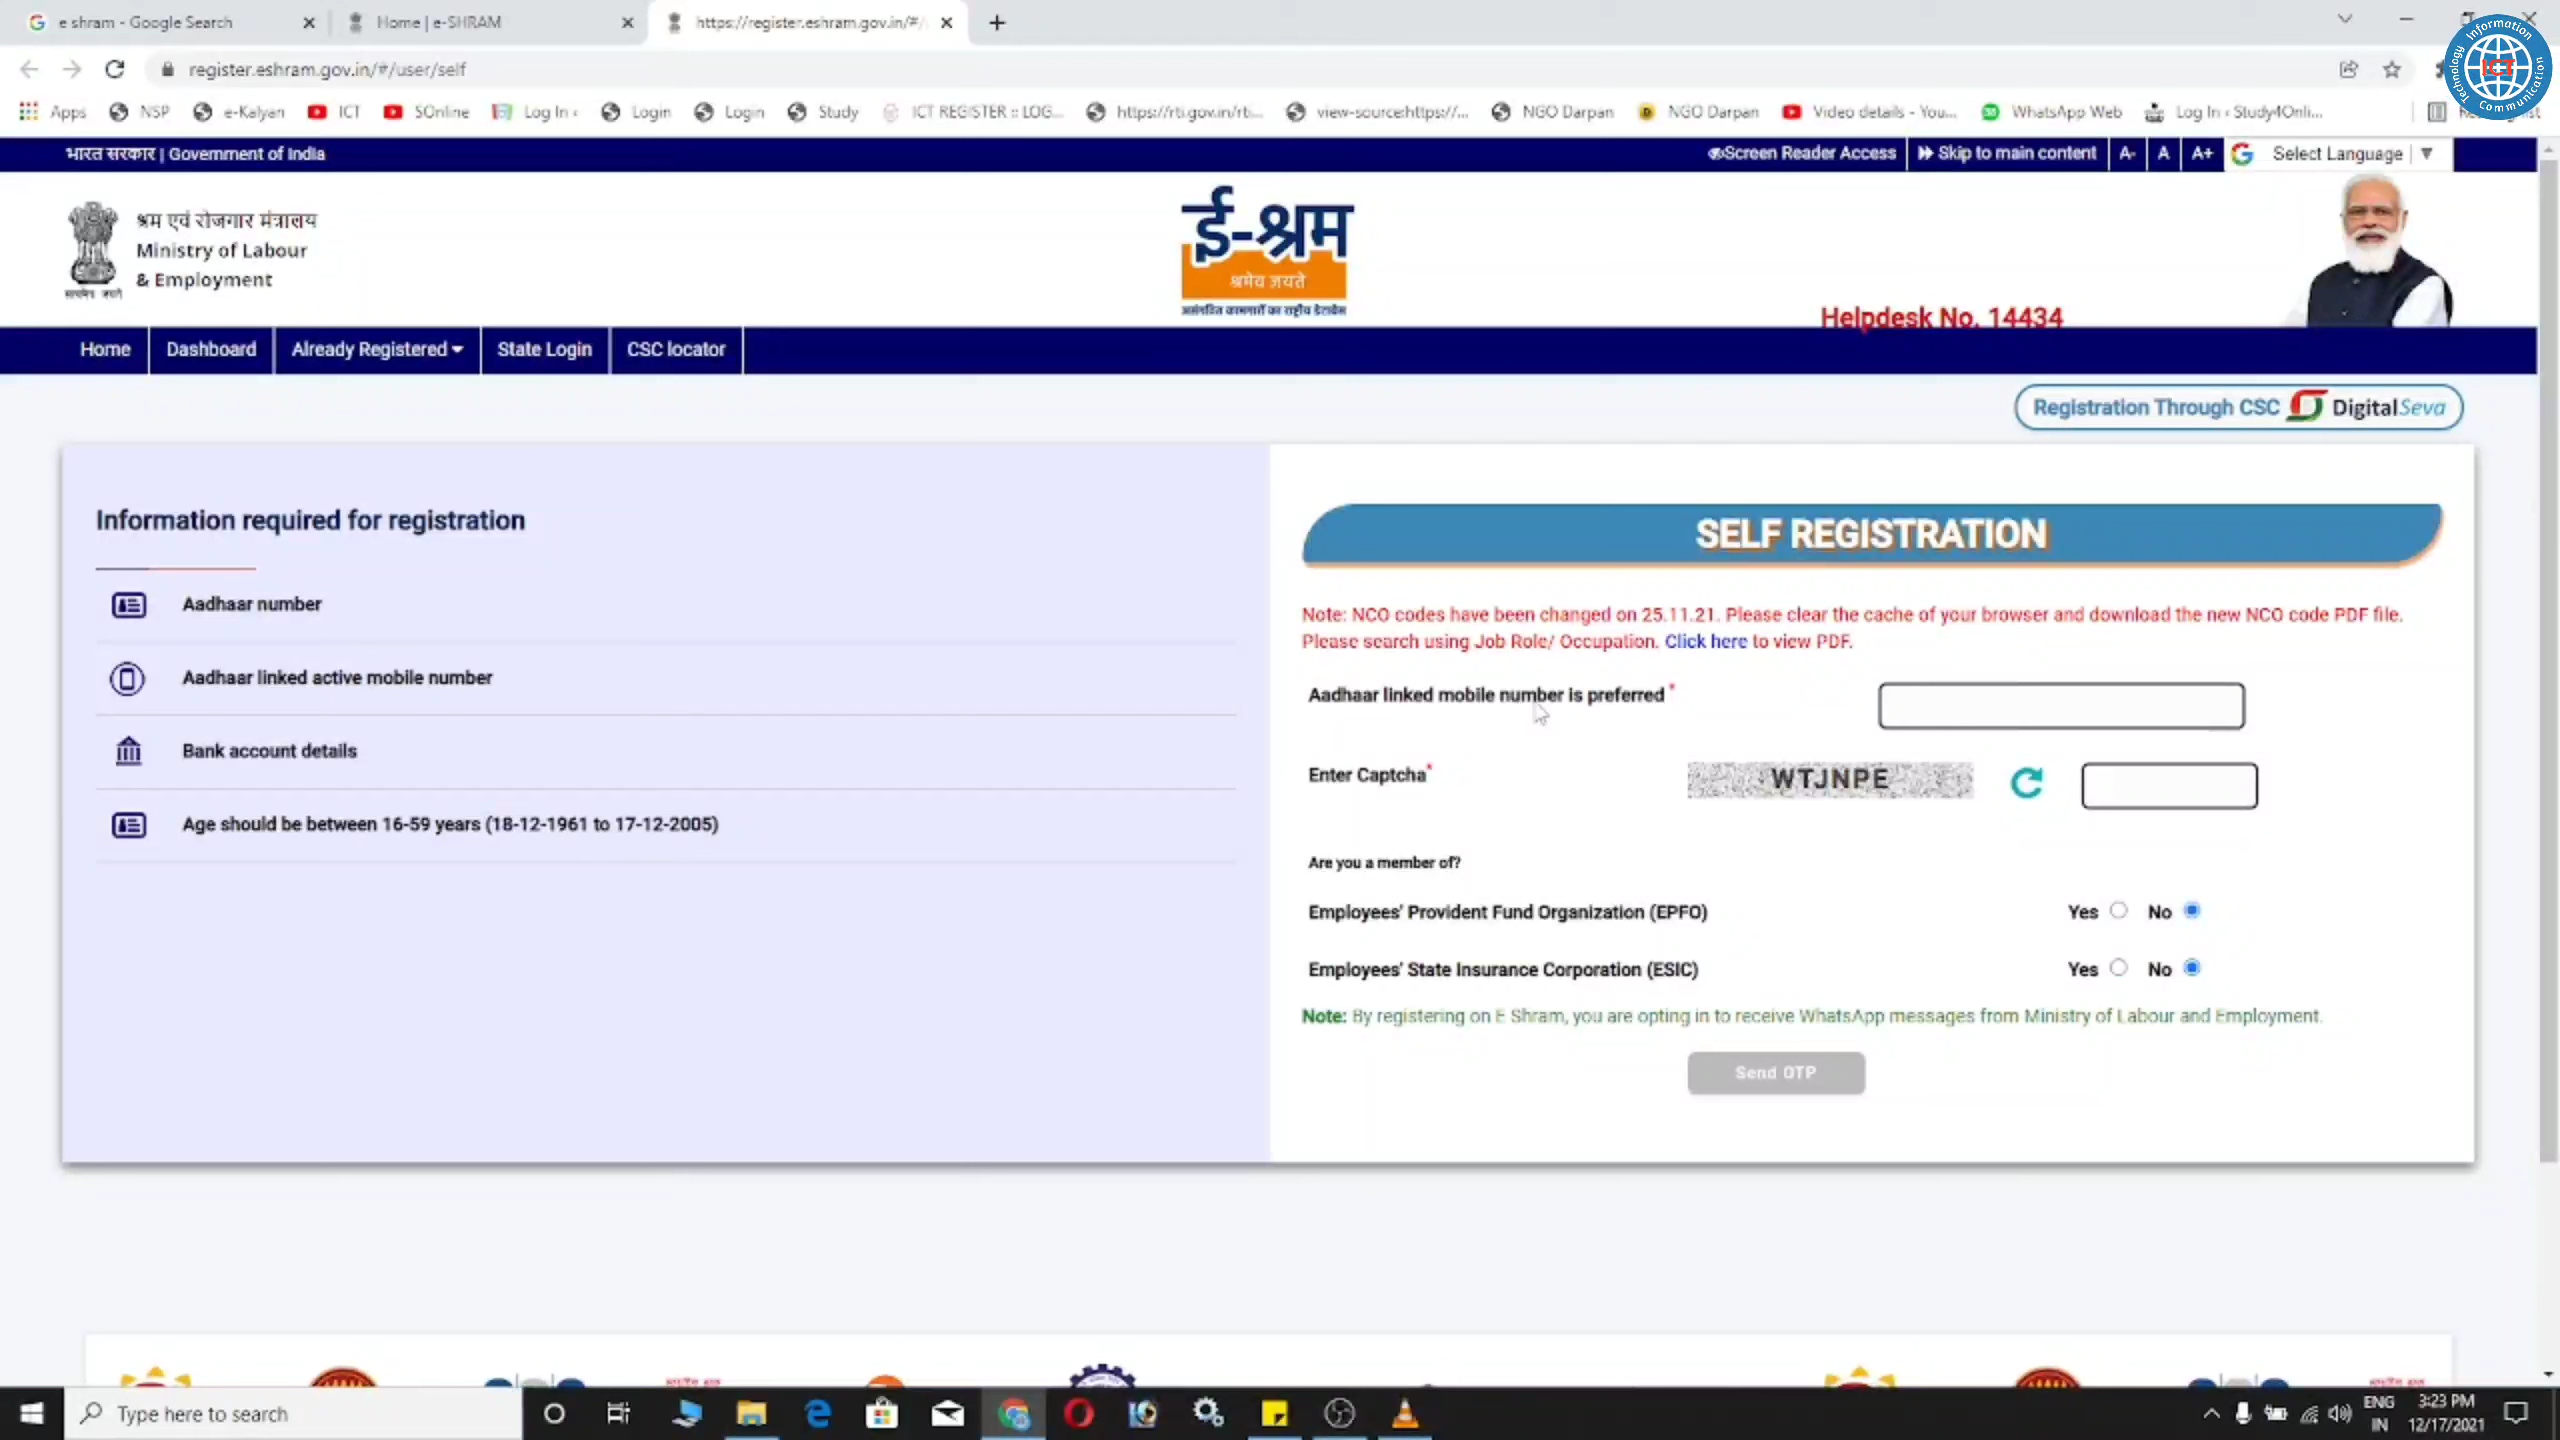 e shram - Google Search
Home | e-SHRAM
https://register.eshram.gov.in/#/
register.eshram.gov.in/#/user/self
Apps
NSP
e-Kalyan
ICT
SOnline
Log In ‹
Login
Login
Study
ICT REGISTER :: LOG...
https://rti.gov.in/rti...
view-source:https://...
NGO Darpan
NGO Darpan
Video details - You...
WhatsApp Web
Log In ‹ Study4Onli...
Information
Communication
Technology
ICT
भारत सरकार | Government of India
Screen Reader Access
Skip to main content
A-
A
A+
Select Language
श्रम एवं रोजगार मंत्रालय
Ministry of Labour
& Employment
सत्यमेव जयते
ई-श्रम
श्रमेव जयते
असंगठित कामगारों का राष्ट्रीय डेटाबेस
Helpdesk No. 14434
Home
Dashboard
Already Registered
State Login
CSC locator
Registration Through CSC
DigitalSeva
Information required for registration
Aadhaar number
Aadhaar linked active mobile number
Bank account details
Age should be between 16-59 years (18-12-1961 to 17-12-2005)
SELF REGISTRATION
Note: NCO codes have been changed on 25.11.21. Please clear the cache of your browser and download the new NCO code PDF file.
Please search using Job Role/ Occupation. Click here to view PDF.
Aadhaar linked mobile number is preferred *
Enter Captcha*
WTJNPE
Are you a member of?
Employees' Provident Fund Organization (EPFO)
Yes
No
Employees' State Insurance Corporation (ESIC)
Yes
No
Note: By registering on E Shram, you are opting in to receive WhatsApp messages from Ministry of Labour and Employment.
Send OTP
Type here to search
ENG
IN
3:23 PM
12/17/2021